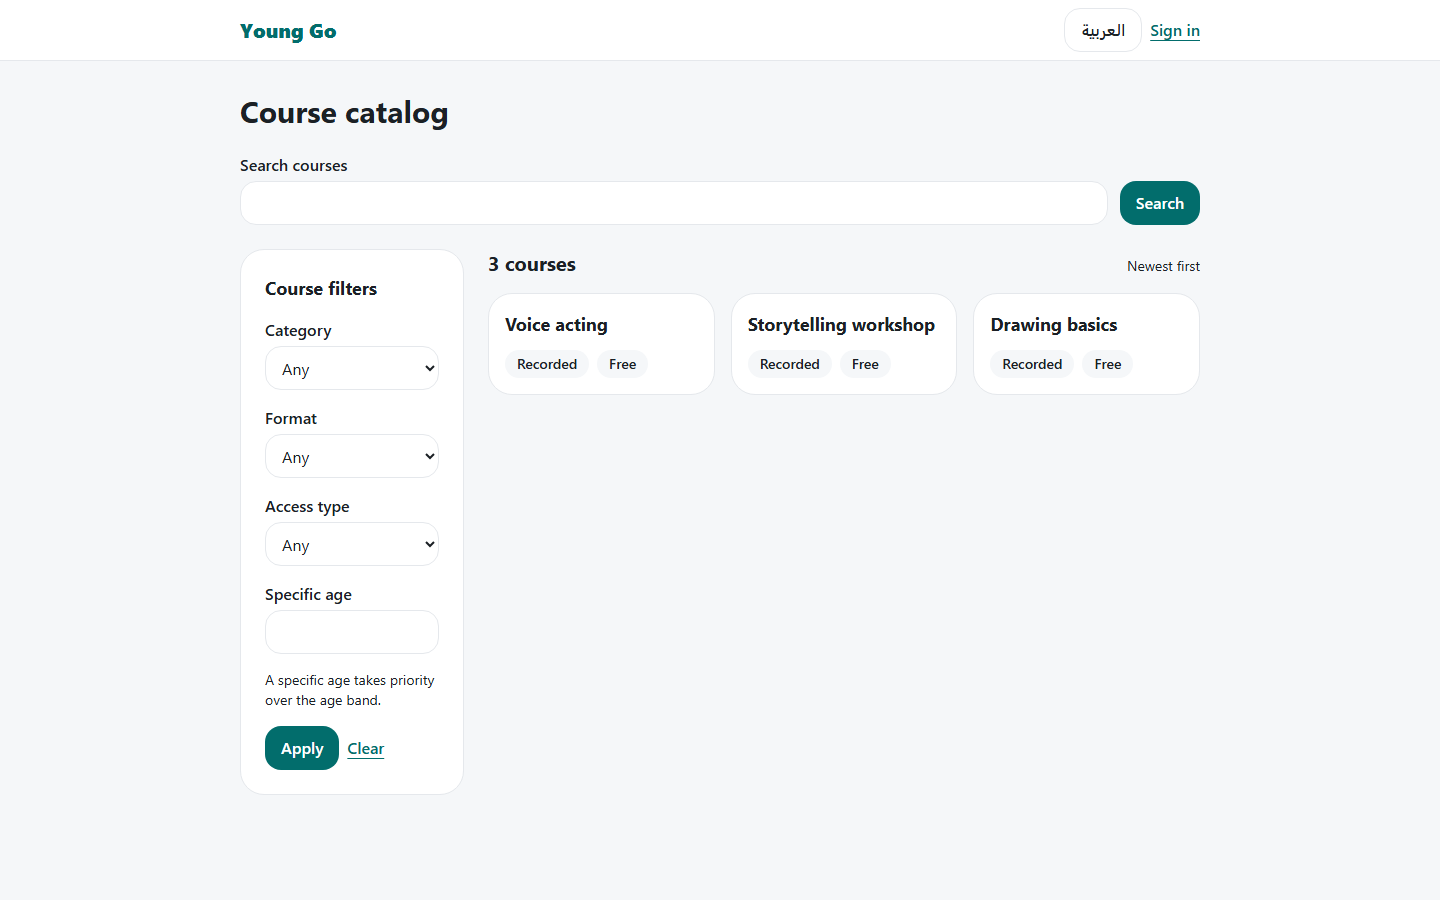 Young Go
العربية
Sign in
Course catalog
Search courses
Search
Course filters
Category
Any
Format
Any
Access type
Any
Specific age
A specific age takes priority
over the age band.
Apply
Clear
3 courses
Newest first
Voice acting
Recorded
Free
Storytelling workshop
Recorded
Free
Drawing basics
Recorded
Free